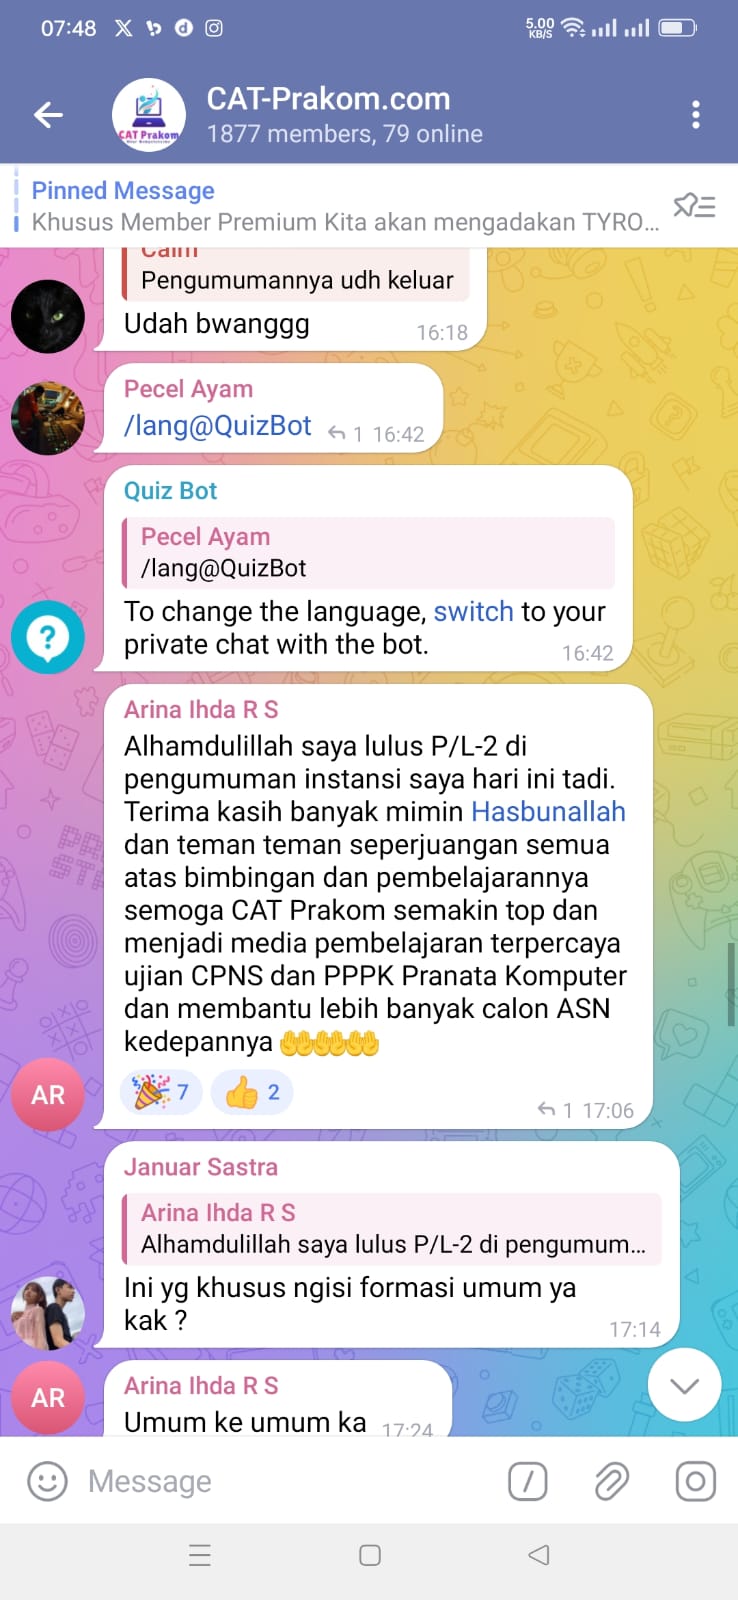 07:48
5.00
KB/S
CAT-Prakom.com
1877 members, 79 online
CAT Prakom
Pinned Message
Khusus Member Premium Kita akan mengadakan TYRO...
Calm
Pengumumannya udh keluar
Udah bwanggg
16:18
Pecel Ayam
/lang@QuizBot
1 16:42
Quiz Bot
Pecel Ayam
/lang@QuizBot
To change the language, switch to your
private chat with the bot.
16:42
Arina Ihda R S
Alhamdulillah saya lulus P/L-2 di
pengumuman instansi saya hari ini tadi.
Terima kasih banyak mimin Hasbunallah
dan teman teman seperjuangan semua
atas bimbingan dan pembelajarannya
semoga CAT Prakom semakin top dan
menjadi media pembelajaran terpercaya
ujian CPNS dan PPPK Pranata Komputer
dan membantu lebih banyak calon ASN
kedepannya 🤲🤲🤲
🎉 7 👍 2
1 17:06
AR
Januar Sastra
Arina Ihda R S
Alhamdulillah saya lulus P/L-2 di pengumum...
Ini yg khusus ngisi formasi umum ya
kak ?
17:14
AR
Arina Ihda R S
Umum ke umum ka
17:24
Message